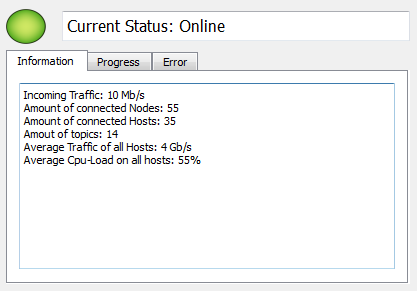 Current Status: Online
Information Progress Error
Incoming Traffic: 10 Mb/s
Amount of connected Nodes: 55
Amount of connected Hosts: 35
Amout of topics: 14
Average Traffic of all Hosts: 4 Gb/s
Average Cpu-Load on all hosts: 55%